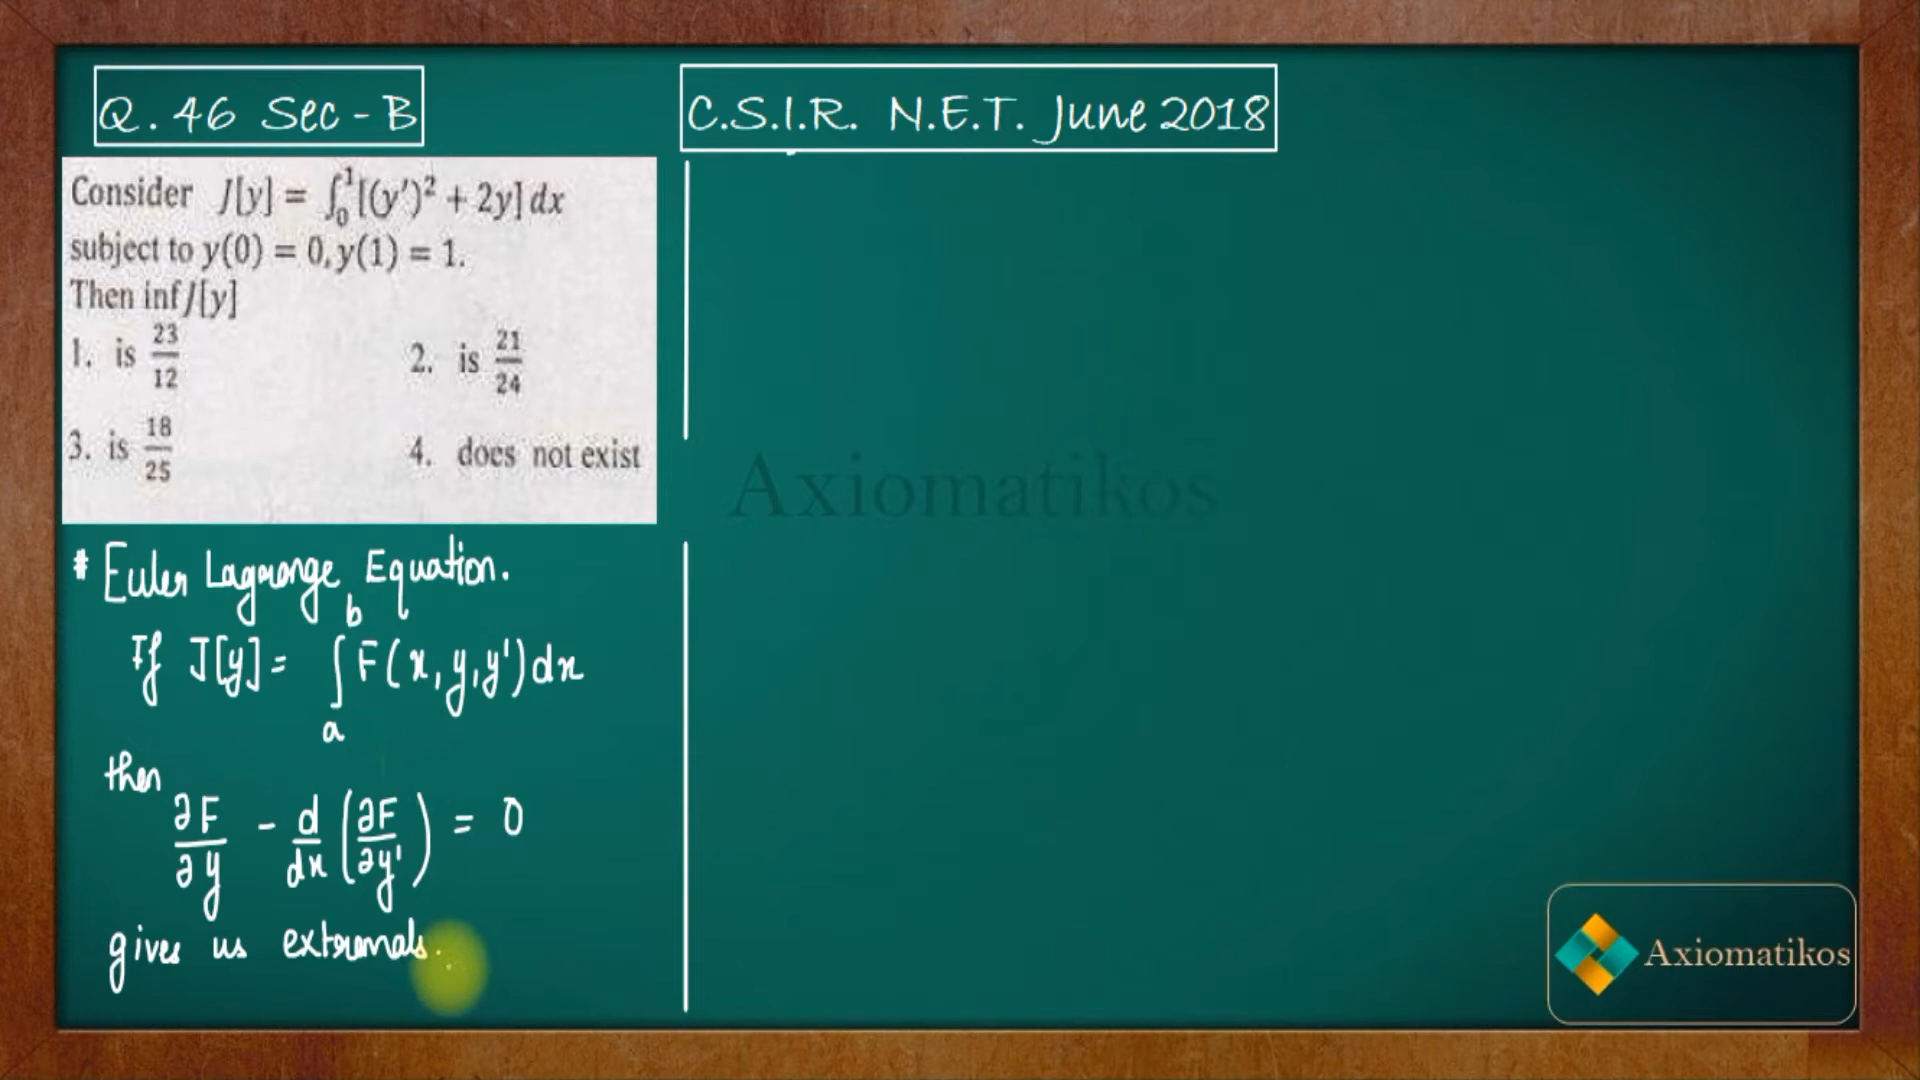 Q. 46 Sec - B
C.S.I.R. N.E.T. June 2018
Consider J[y] = ∫₀¹[(y')² + 2y] dx
subject to y(0) = 0, y(1) = 1.
Then inf J[y]
1. is 23/12
2. is 21/24
3. is 18/25
4. does not exist
# Euler Lagrange Equation.
If J[y] = ∫ₐᵇ F(x, y, y') dx
then
∂F/∂y - d/dx (∂F/∂y') = 0
gives us extremals.
Axiomatikos
Axiomatikos